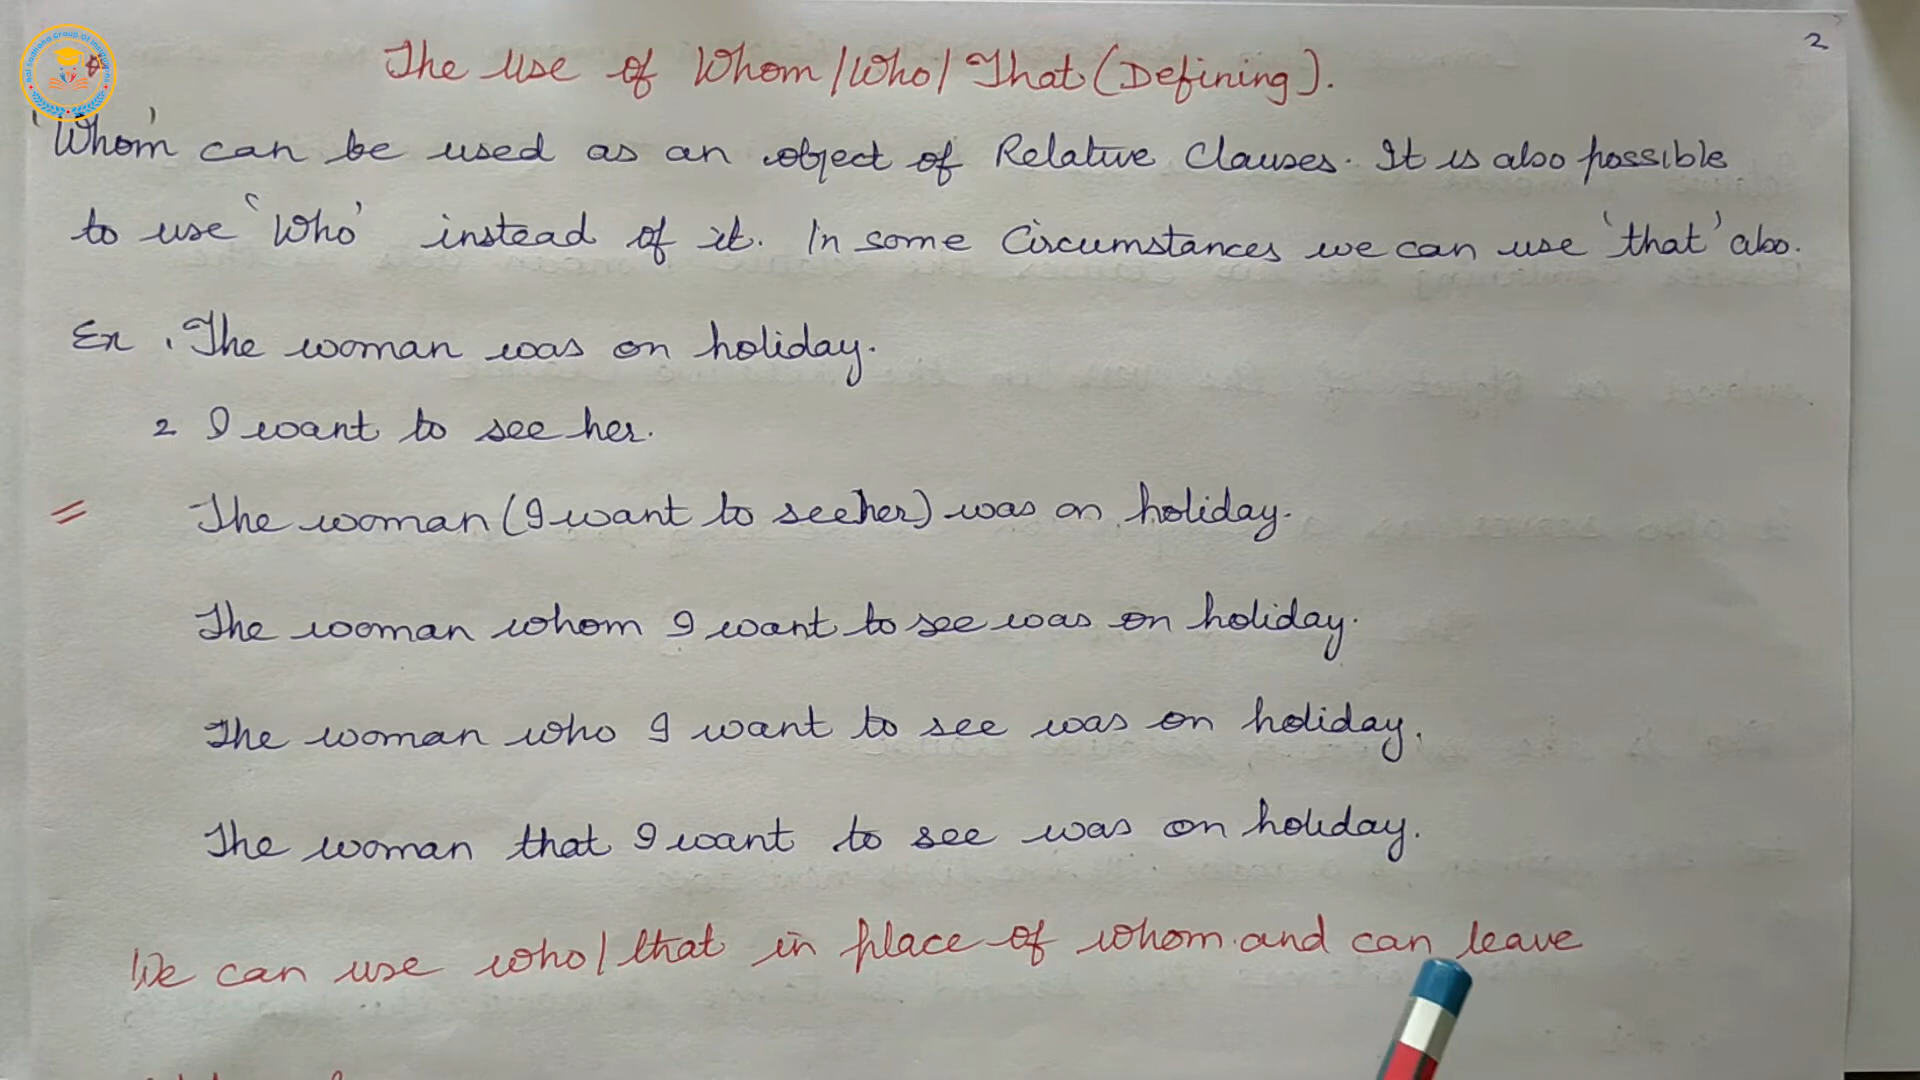 2
The use of Whom/Who/That (Defining).
'Whom' can be used as an object of Relative Clauses. It is also possible
to use 'Who' instead of it. In some Circumstances we can use 'that' also.
Ex 1. The woman was on holiday.
2 I want to see her.
= The woman (I want to see her) was on holiday.
The woman whom I want to see was on holiday.
The woman who I want to see was on holiday.
The woman that I want to see was on holiday.
We can use who/that in place of whom and can leave